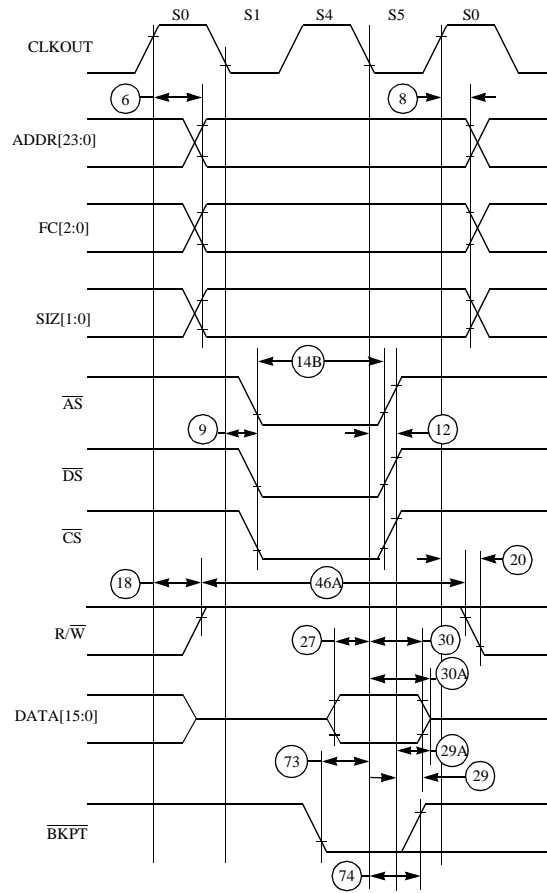 S0 S1 S4 S5 S0
CLKOUT
6 8
ADDR[23:0]
FC[2:0]
SIZ[1:0]
14B
AS
9 12
DS
CS
20
18 46A
R/W
27 30
30A
DATA[15:0]
29A
73
29
BKPT
74